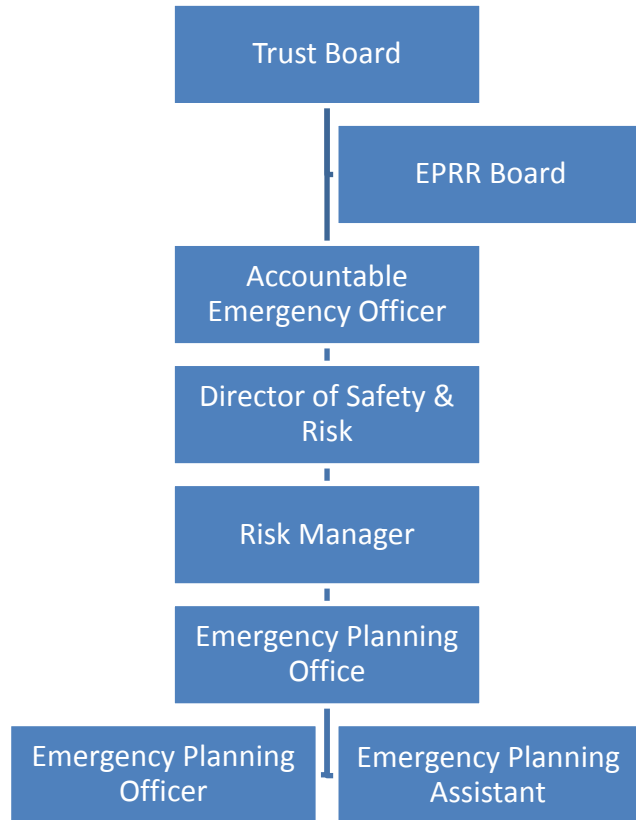 Trust Board
EPRR Board
Accountable
Emergency Officer
Director of Safety &
Risk
Risk Manager
Emergency Planning
Office
Emergency Planning
Officer
Emergency Planning
Assistant